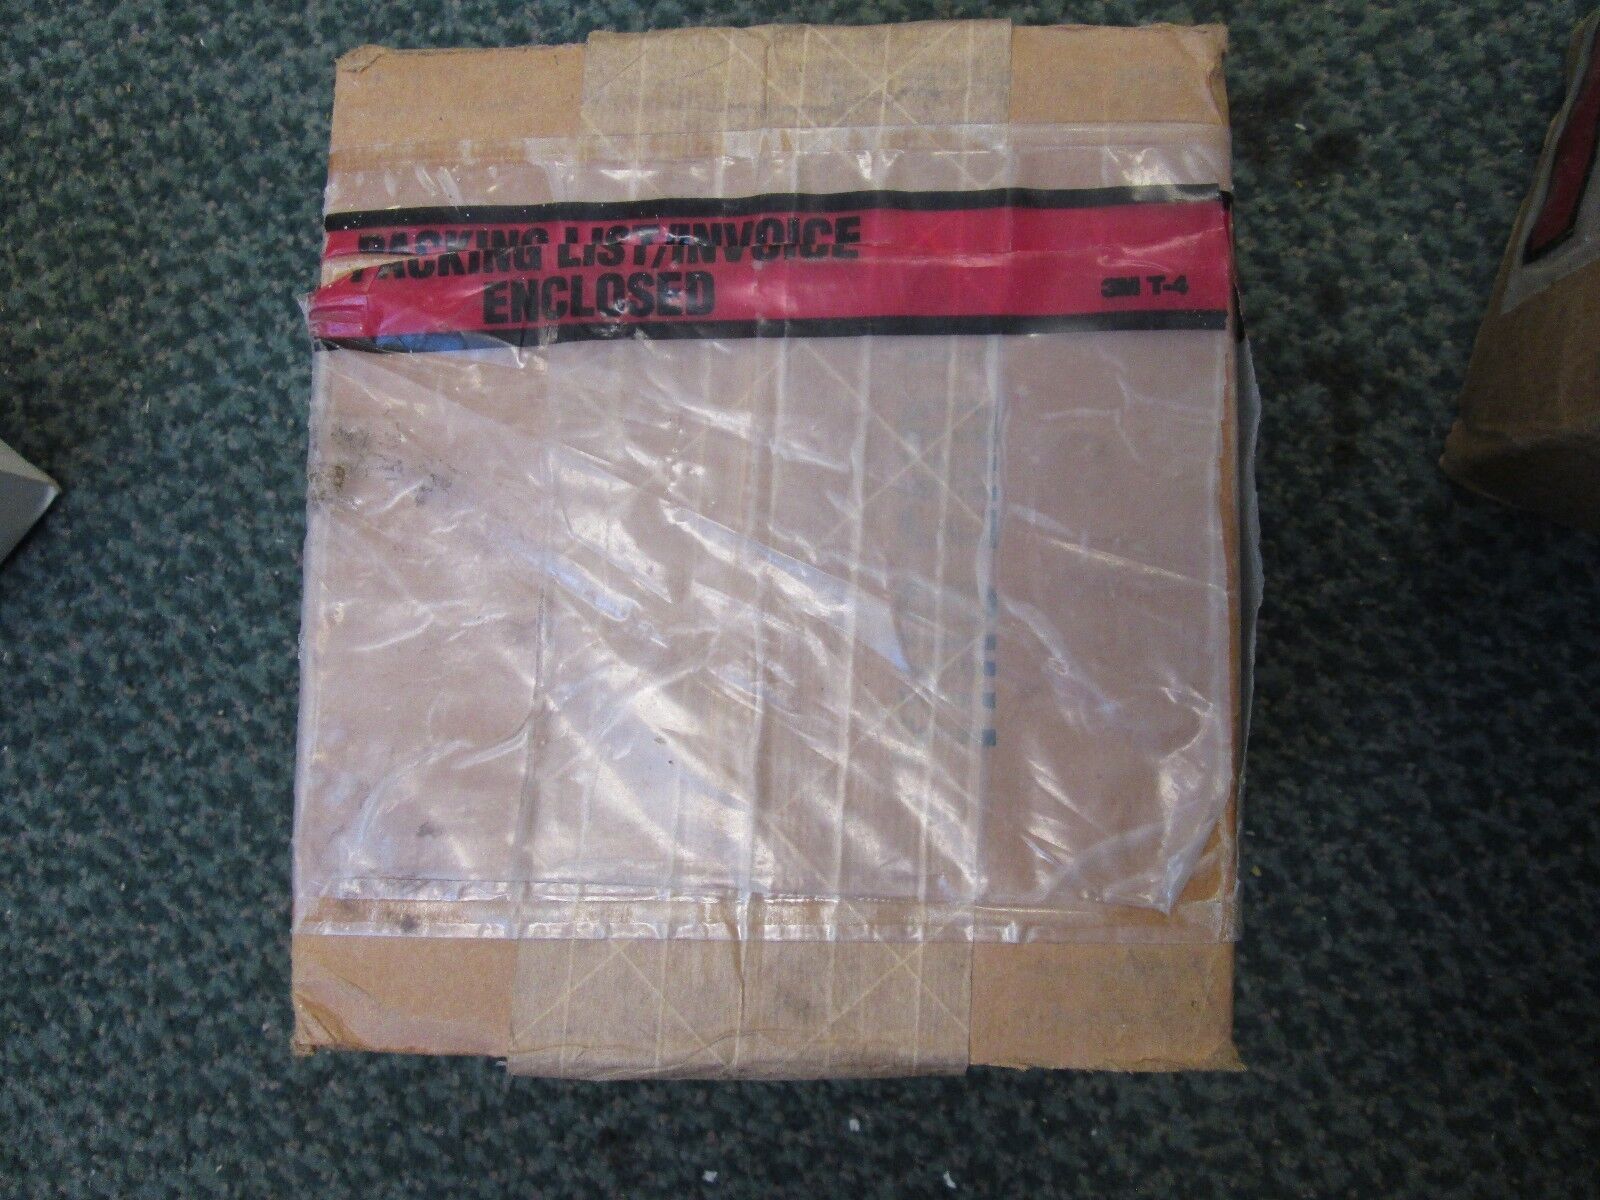 PACKING LIST/INVOICE
ENCLOSED
3M T-4